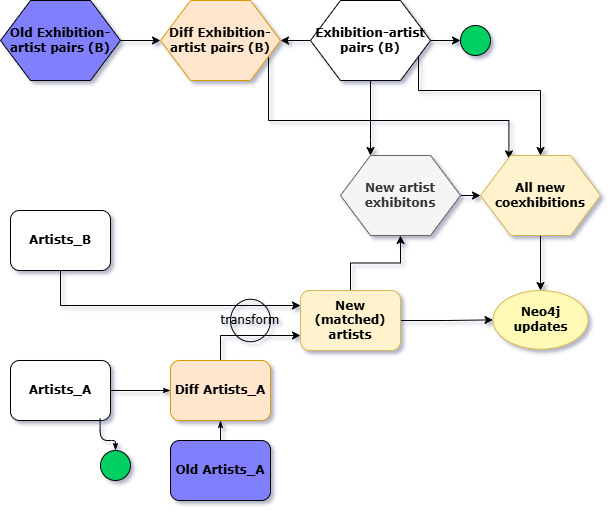 Old Exhibition-
artist pairs (B)
Diff Exhibition-
artist pairs (B)
Exhibition-artist
pairs (B)
New artist
exhibitons
All new
coexhibitions
Artists_B
transform
New
(matched)
artists
Neo4j
updates
Artists_A
Diff Artists_A
Old Artists_A